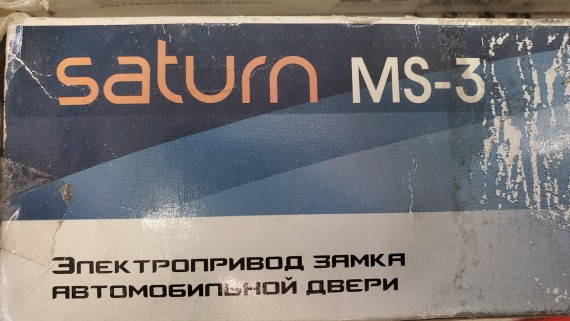 saturn MS-3
Электропривод замка
автомобильной двери